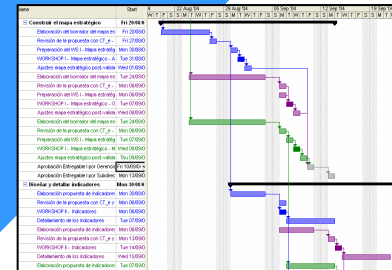 Name Start 22 Aug '04 29 Aug '04 05 Sep '04 12 Sep '04 19 Sep '04
W T F S S M T W T F S S M T W T F S S M T W T F S S M T W T F S S M T
Construir el mapa estratégico Fri 20/08/0
Elaboración del borrador del mapa es Fri 20/08/0
Revisión de la propuesta con CT_e - Fri 27/08/0
Preparación del WS I - Mapa estratég Mon 30/08/0
WORKSHOP I - Mapa estratégico - A Tue 31/08/0
Ajustes mapa estratégico post-valida Wed 01/09/0
Elaboración del borrador del mapa es Tue 24/08/0
Revisión de la propuesta con CT_e - Mon 06/09/0
Preparación del WS I - Mapa estratég Mon 06/09/0
WORKSHOP I - Mapa estratégico - O Tue 07/09/0
Ajustes mapa estratégico post-valida Wed 08/09/0
Elaboración del borrador del mapa es Tue 24/08/0
Revisión de la propuesta con CT_e - Mon 06/09/0
Preparación del WS I - Mapa estratég Tue 07/09/0
WORKSHOP I - Mapa estratégico - M Wed 08/09/0
Ajustes mapa estratégico post-valida Thu 09/09/0
Aprobación Entregable I por Gerenci Fri 10/09/0
Aprobación Entregable I por Subdirec Mon 13/09/0
Diseñar y detallar indicadores Mon 30/08/0
Elaboración propuesta de indicadores Mon 30/08/0
Revisión de la propuesta con CT_e y Mon 06/09/0
WORKSHOP II - Indicadores Mon 06/09/0
Detallamiento de los indicadores Tue 07/09/0
Elaboración propuesta de indicadores Mon 06/09/0
Revisión de la propuesta con CT_e y Mon 13/09/0
WORKSHOP II - Indicadores Tue 14/09/0
Detallamiento de los indicadores Wed 15/09/0
Elaboración propuesta de indicadores Tue 07/09/0